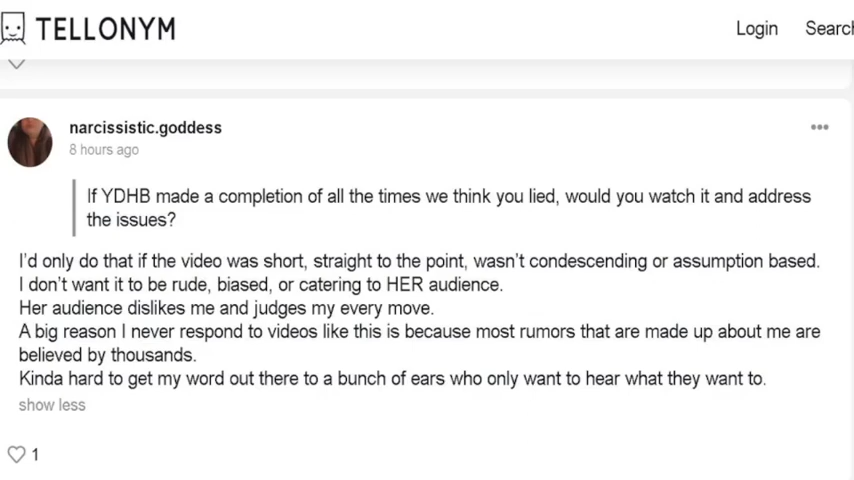 TELLONYM
Login Search
narcissistic.goddess
8 hours ago
If YDHB made a completion of all the times we think you lied, would you watch it and address
the issues?
I'd only do that if the video was short, straight to the point, wasn't condescending or assumption based.
I don't want it to be rude, biased, or catering to HER audience.
Her audience dislikes me and judges my every move.
A big reason I never respond to videos like this is because most rumors that are made up about me are
believed by thousands.
Kinda hard to get my word out there to a bunch of ears who only want to hear what they want to.
show less
1